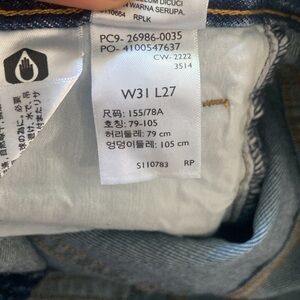 DICUCI
WARNA SERUPA.
RPLK
PC9- 26986-0035
PO- 4100547637
CW- 2222
3514
W31 L27
尺码: 155/78A
호칭: 79-105
허리둘레: 79 cm
엉덩이둘레: 105 cm
S110783 RP